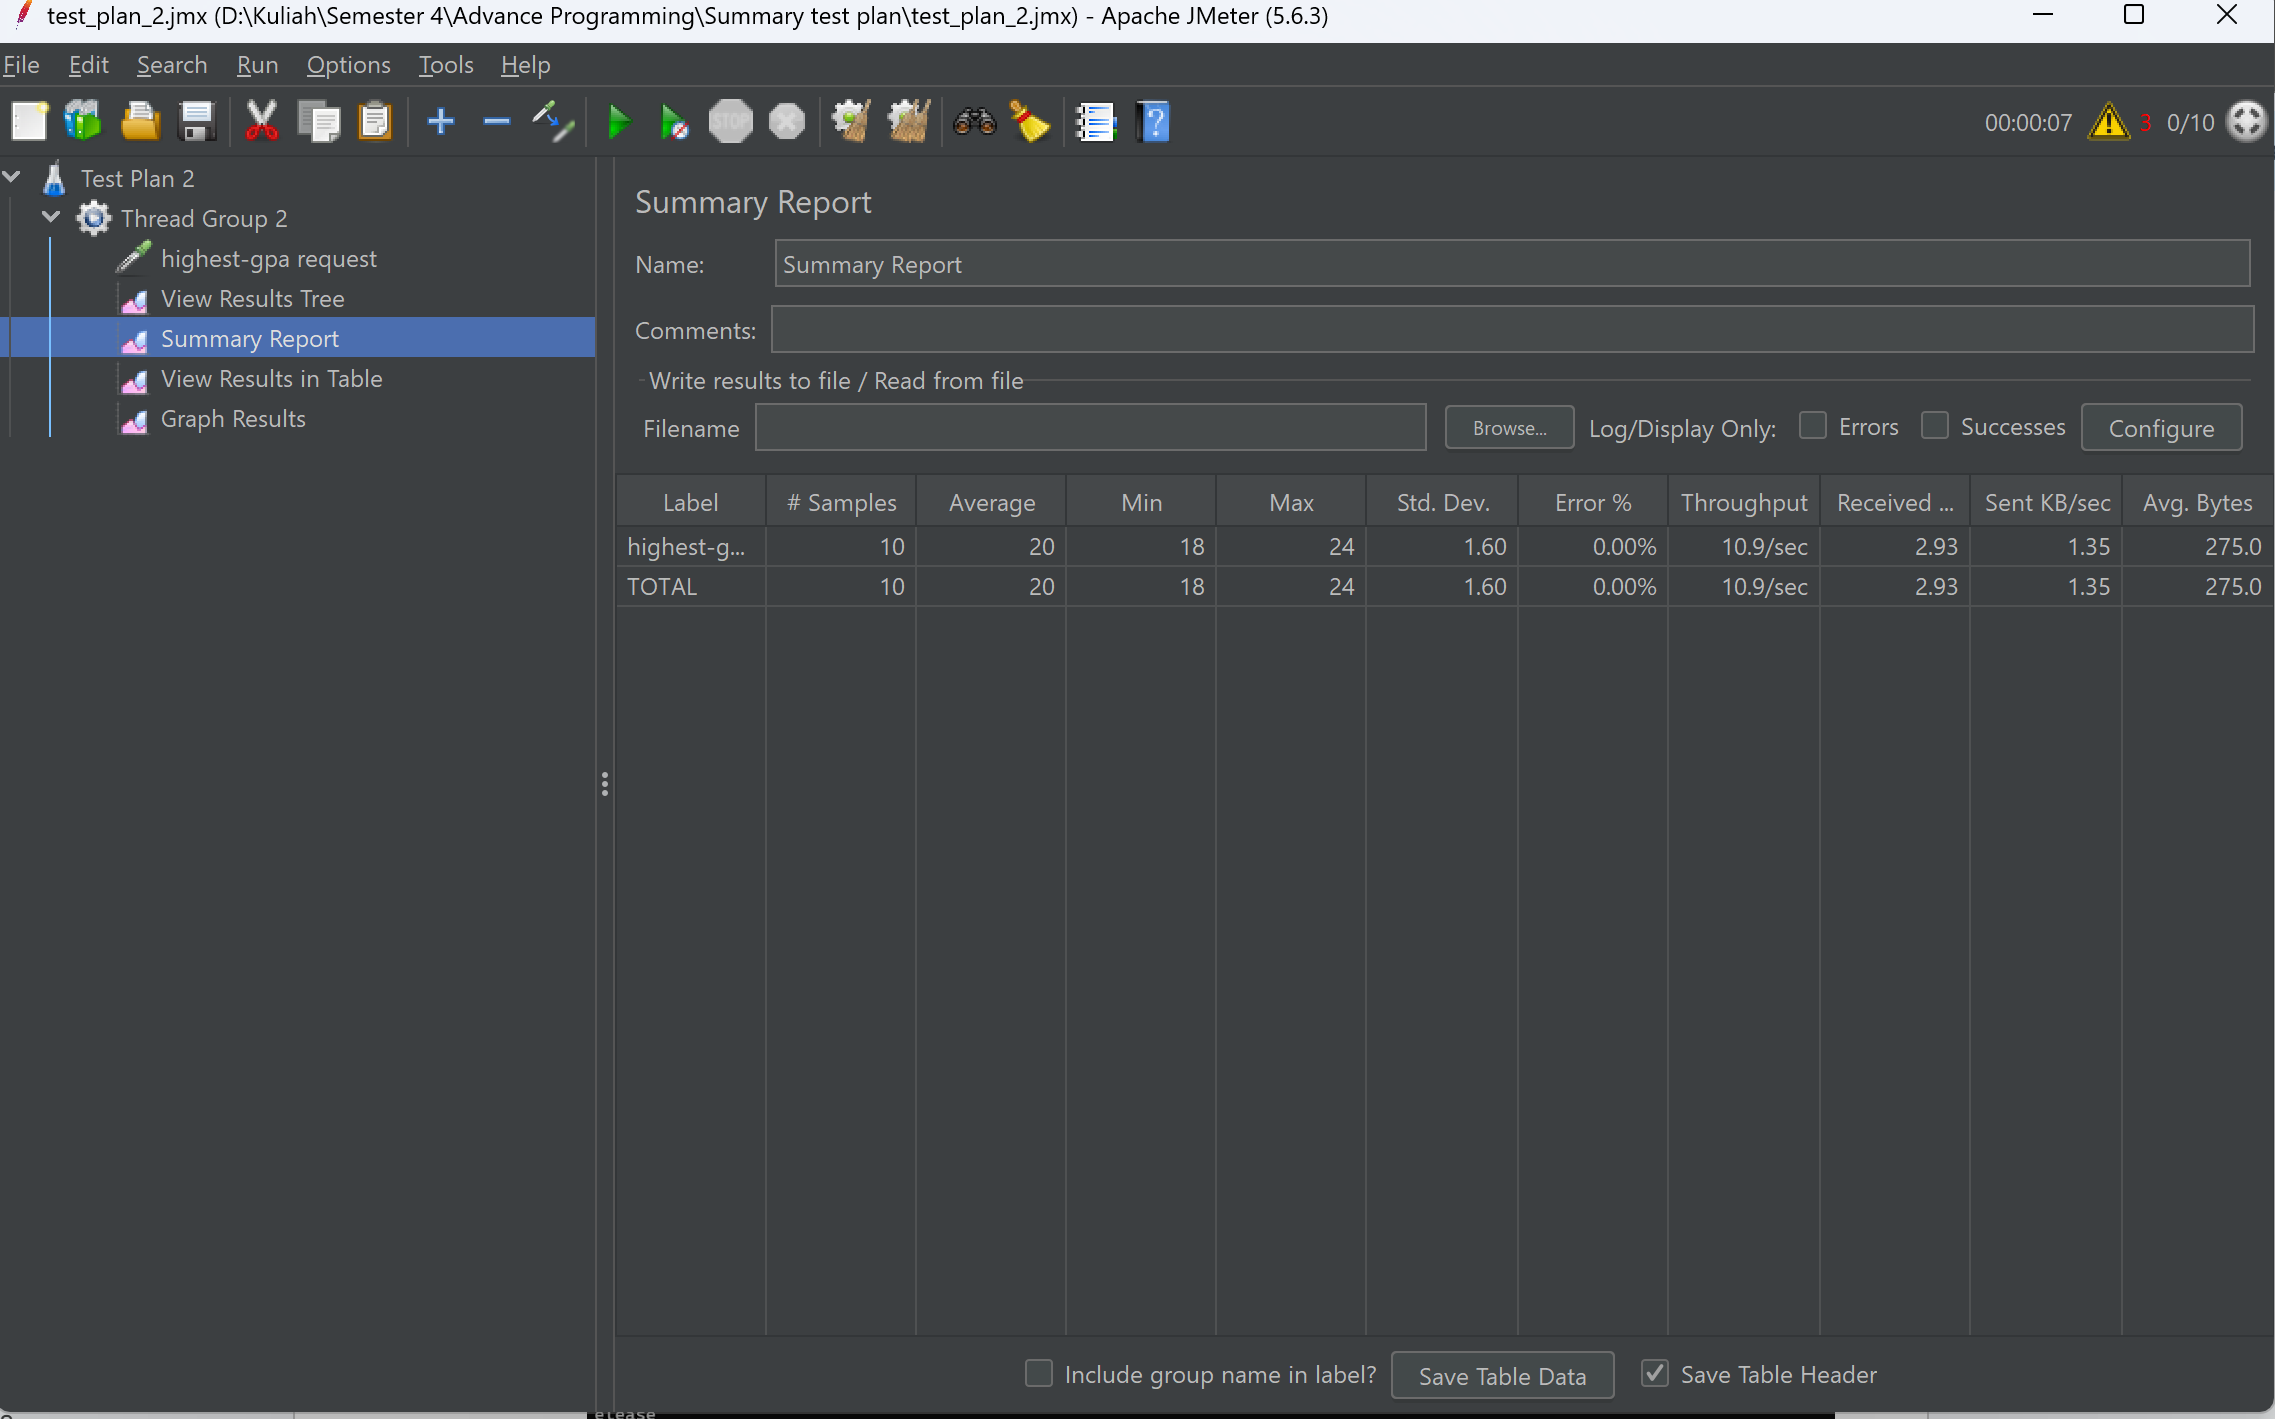 test_plan_2.jmx (D:\Kuliah\Semester 4\Advance Programming\Summary test plan\test_plan_2.jmx) - Apache JMeter (5.6.3)
File Edit Search Run Options Tools Help
STOP ? 00:00:07 3 0/10
Test Plan 2
Thread Group 2
highest-gpa request
View Results Tree
Summary Report
View Results in Table
Graph Results
Summary Report
Name: Summary Report
Comments:
Write results to file / Read from file
Filename Browse... Log/Display Only: Errors Successes Configure
Label # Samples Average Min Max Std. Dev. Error % Throughput Received ... Sent KB/sec Avg. Bytes
highest-g... 10 20 18 24 1.60 0.00% 10.9/sec 2.93 1.35 275.0
TOTAL 10 20 18 24 1.60 0.00% 10.9/sec 2.93 1.35 275.0
Include group name in label? Save Table Data Save Table Header